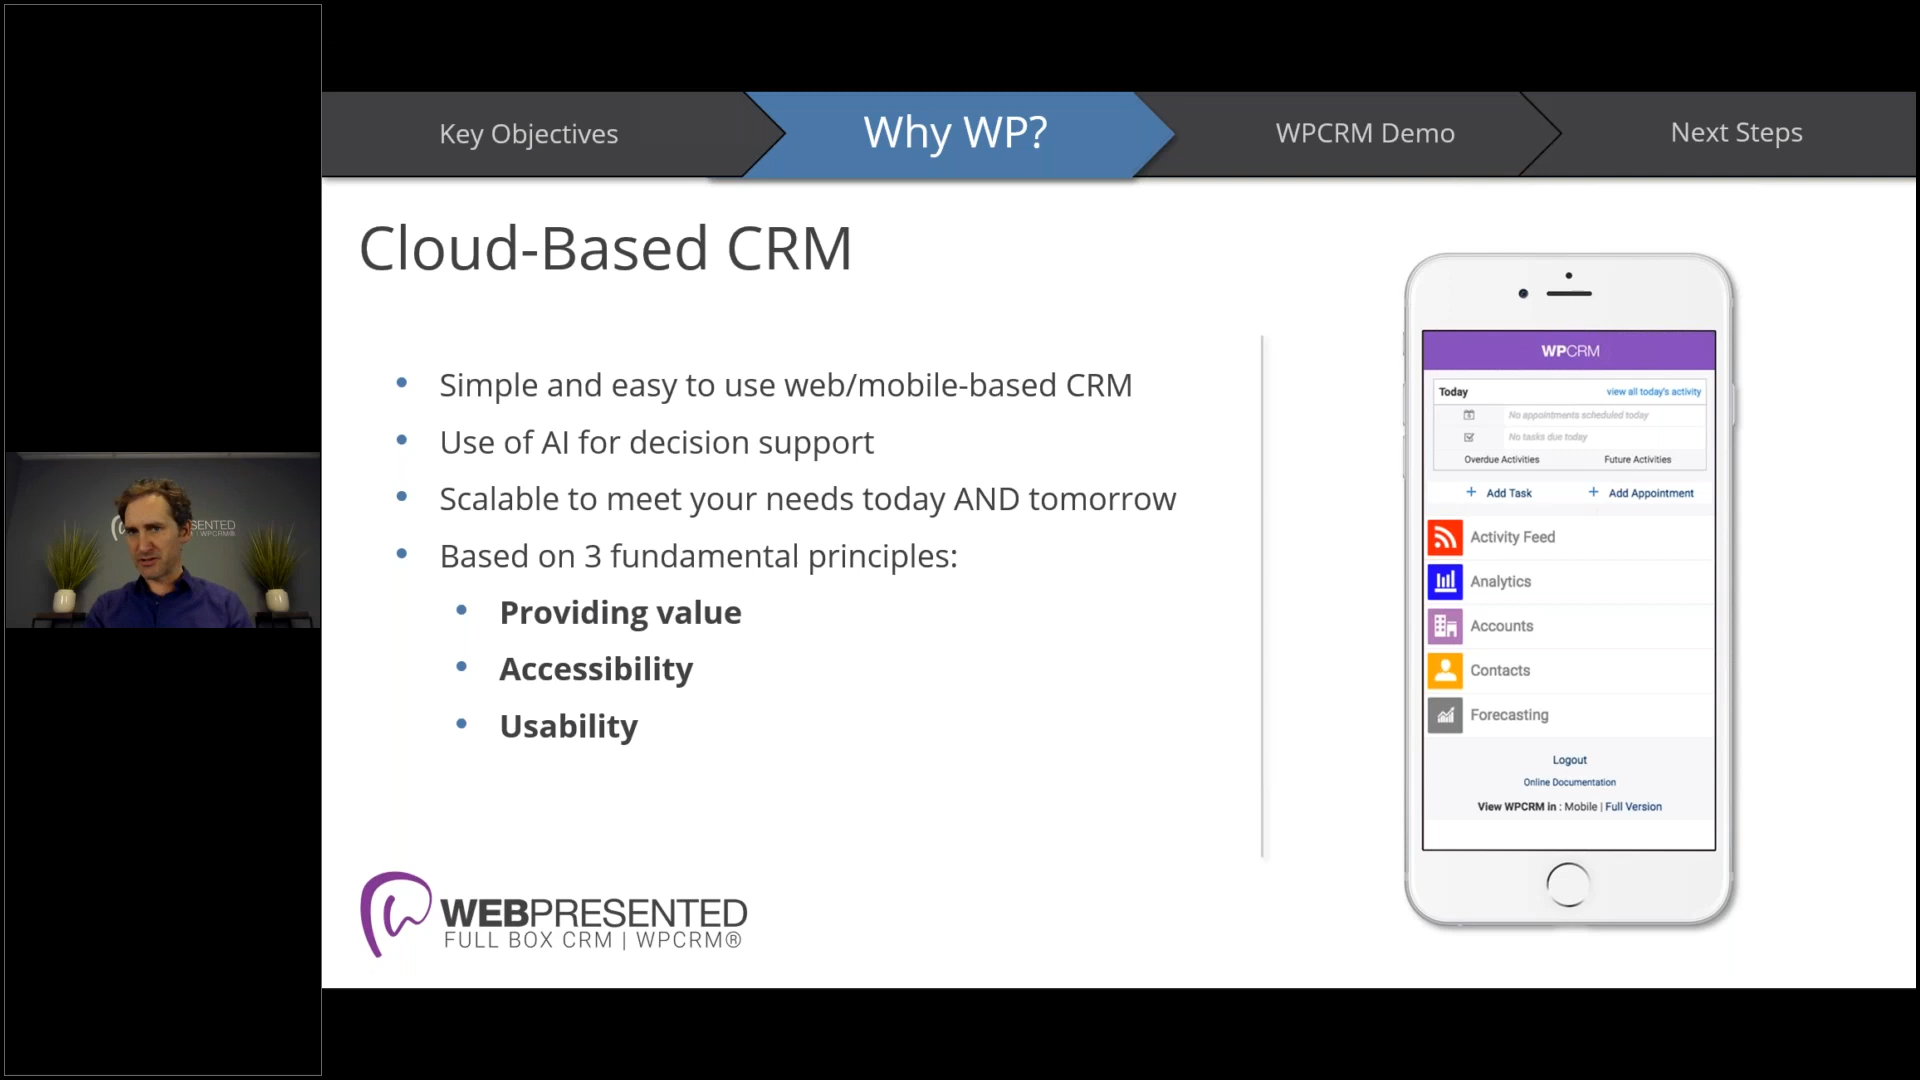 Key Objectives
Why WP?
WPCRM Demo
Next Steps
Cloud-Based CRM
• Simple and easy to use web/mobile-based CRM
• Use of AI for decision support
• Scalable to meet your needs today AND tomorrow
• Based on 3 fundamental principles:
• Providing value
• Accessibility
• Usability
WEBPRESENTED
FULL BOX CRM | WPCRM®
WPCRM
Today
view all today's activity
No appointments scheduled today
No tasks due today
Overdue Activities
Future Activities
+ Add Task
+ Add Appointment
Activity Feed
Analytics
Accounts
Contacts
Forecasting
Logout
Online Documentation
View WPCRM in : Mobile | Full Version
SENTED
WPCRM®